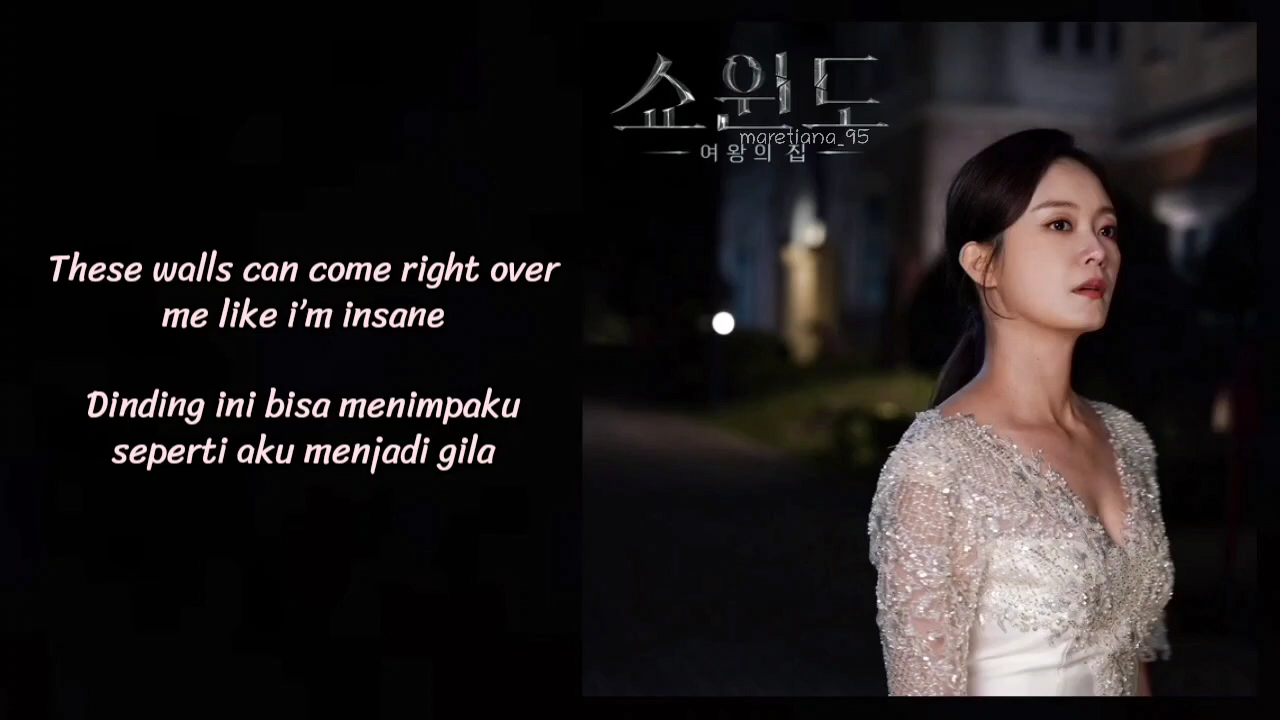 쇼윈도
maretiana_95
여왕의 집
These walls can come right over
me like i'm insane
Dinding ini bisa menimpaku
seperti aku menjadi gila